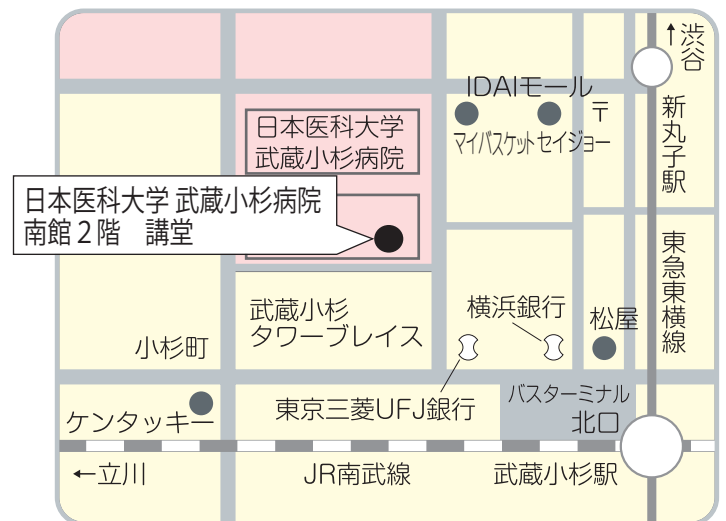 ↑渋谷
IDAIモール
〒
マイバスケット
セイジョー
新丸子駅
日本医科大学
武蔵小杉病院
日本医科大学 武蔵小杉病院
南館２階　講堂
東急東横線
武蔵小杉
タワープレイス
横浜銀行
松屋
小杉町
バスターミナル
北口
東京三菱UFJ銀行
ケンタッキー
←立川
JR南武線
武蔵小杉駅